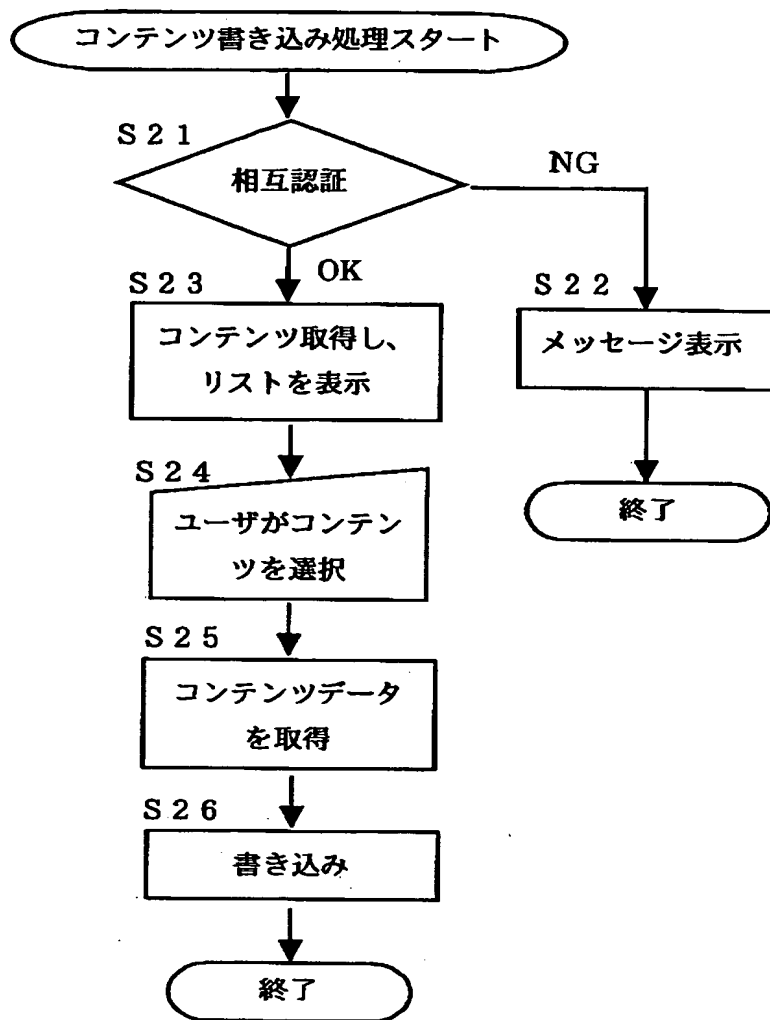 コンテンツ書き込み処理スタート
S21
相互認証
NG
OK
S23
コンテンツ取得し、
リストを表示
S22
メッセージ表示
終了
S24
ユーザがコンテン
ツを選択
S25
コンテンツデータ
を取得
S26
書き込み
終了